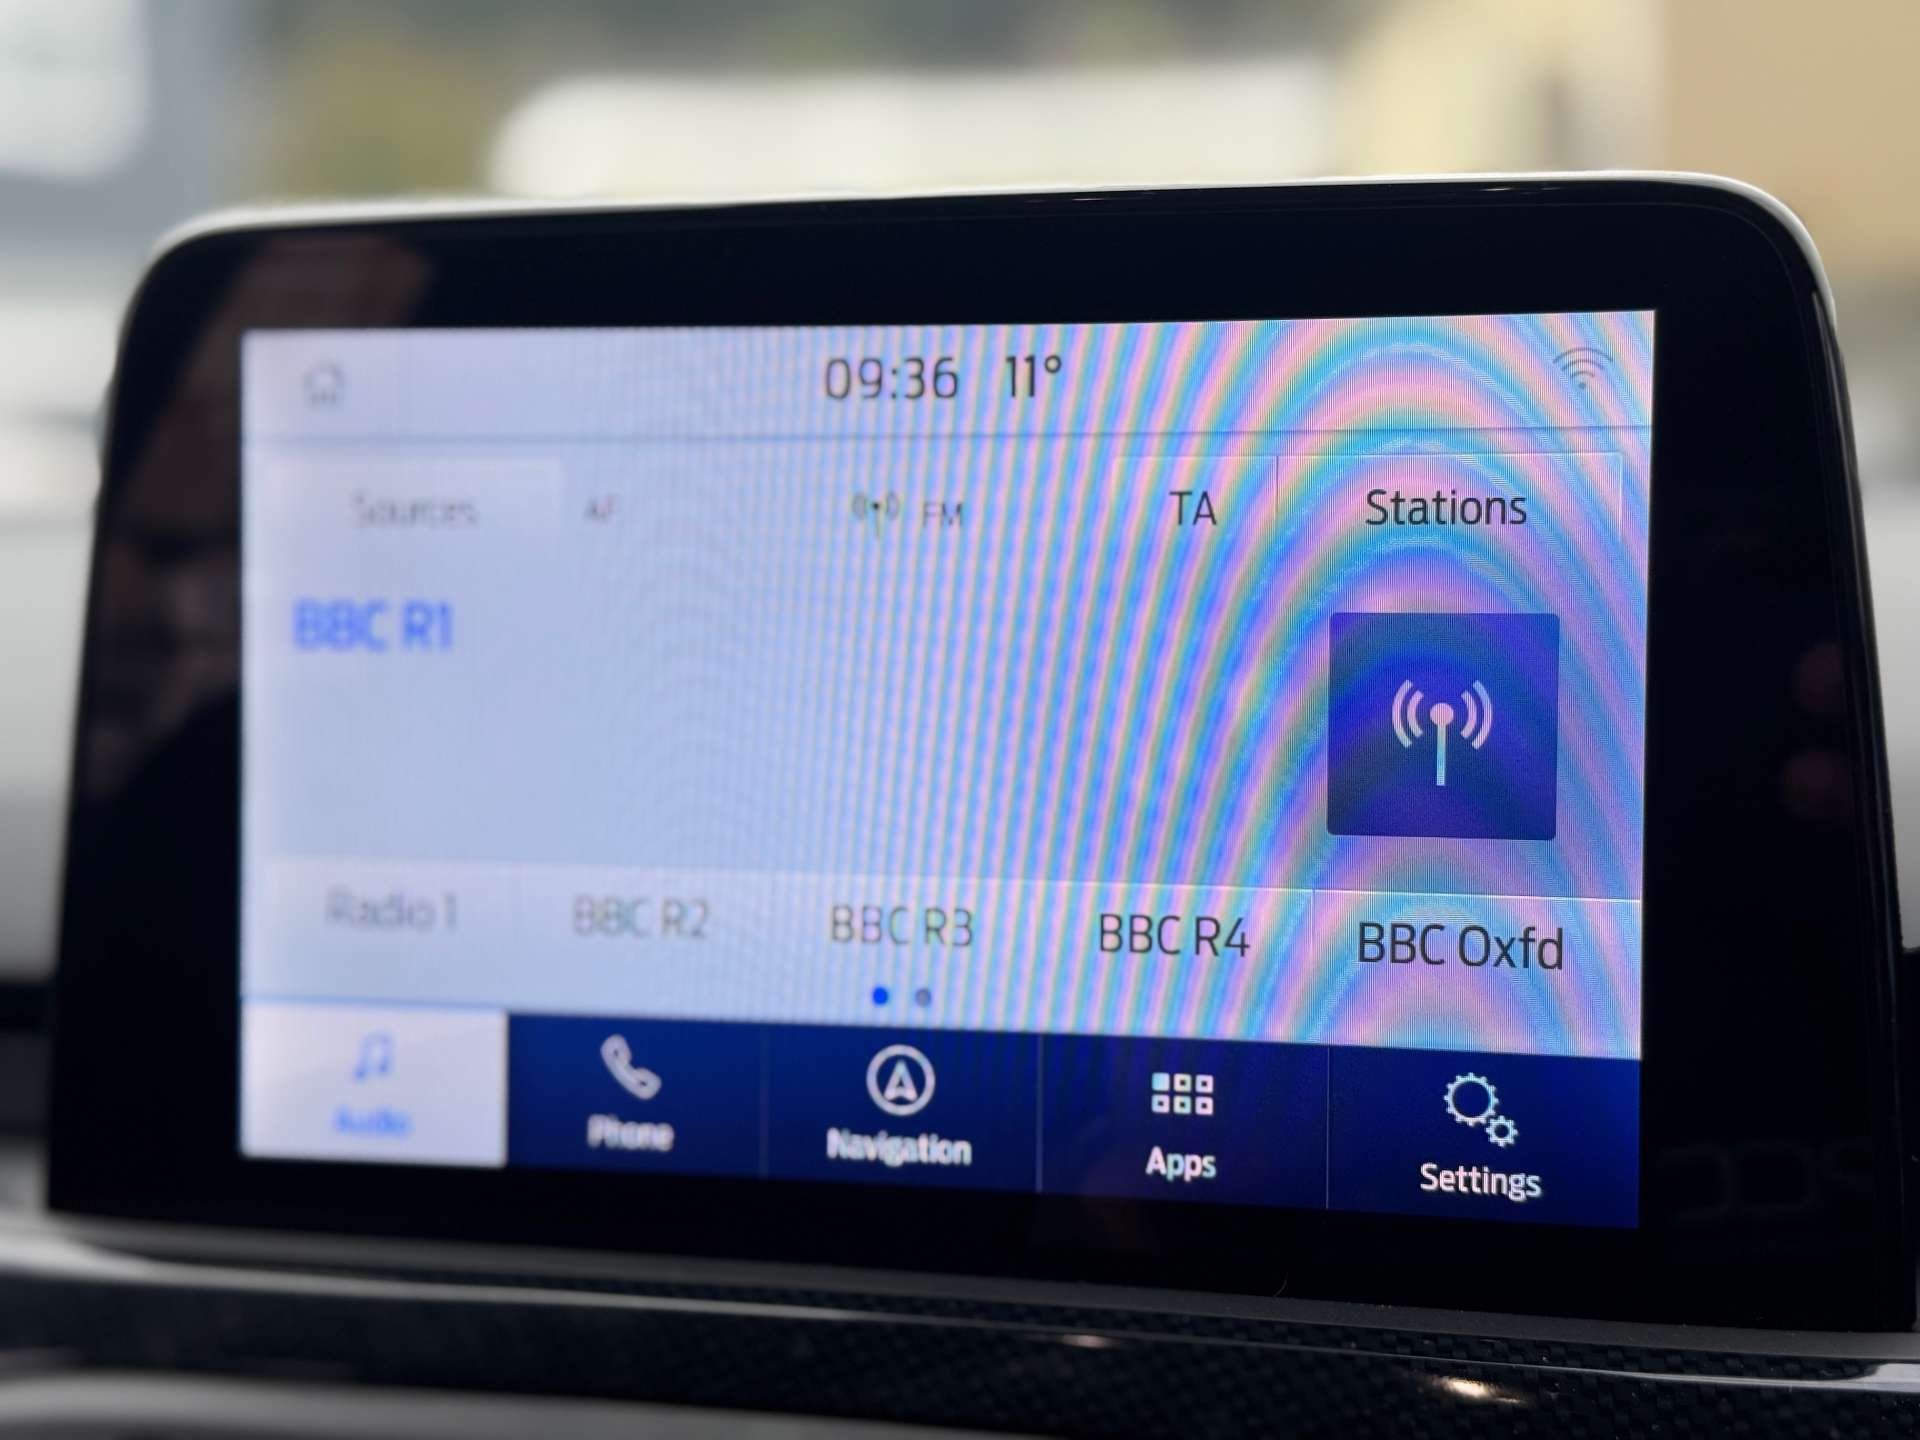 09:36 11°
Sources AF FM TA Stations
BBC R1
Radio 1 BBC R2 BBC R3 BBC R4 BBC Oxfd
Audio Phone Navigation Apps Settings